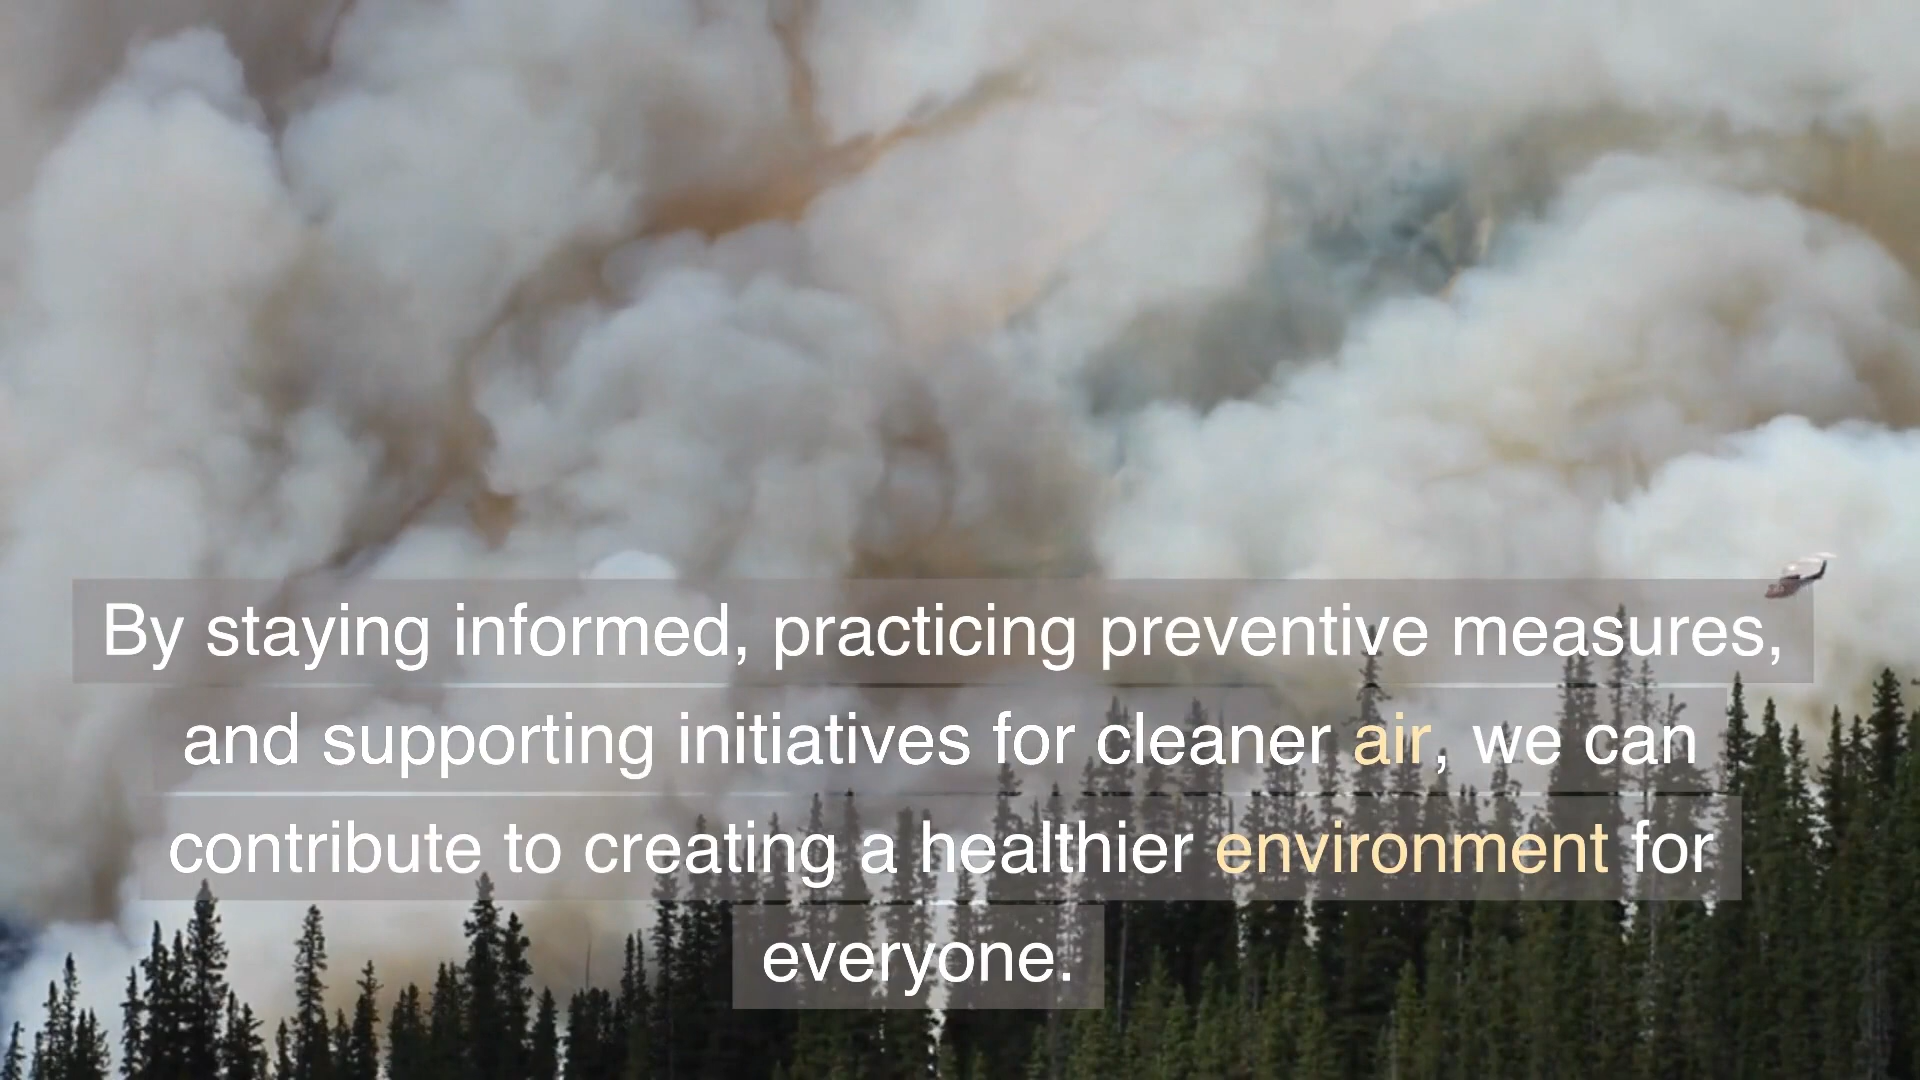 By staying informed, practicing preventive measures,
and supporting initiatives for cleaner air, we can
contribute to creating a healthier environment for
everyone.